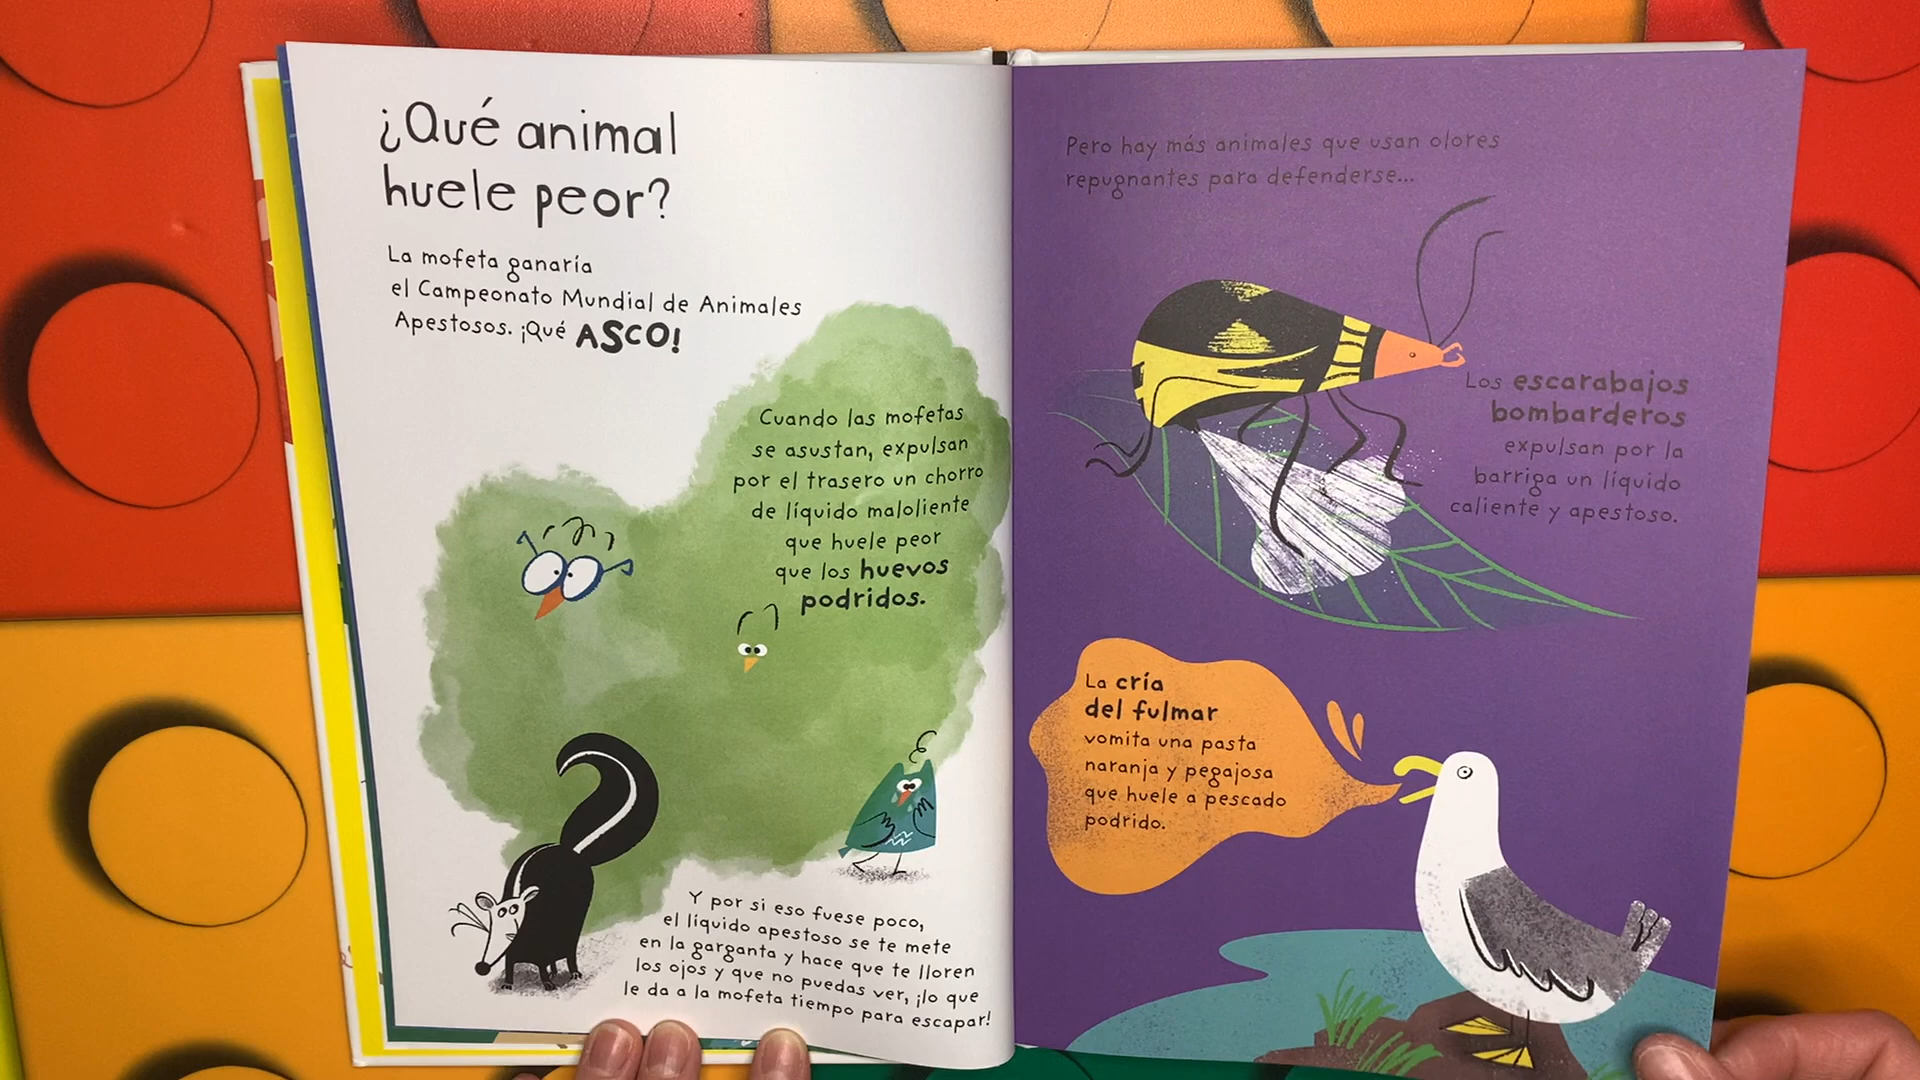 ¿Qué animal
huele peor?
La mofeta ganaría
el Campeonato Mundial de Animales
Apestosos. ¡Qué ASCO!
Cuando las mofetas
se asustan, expulsan
por el trasero un chorro
de líquido maloliente
que huele peor
que los huevos
podridos.
Y por si eso fuese poco,
el líquido apestoso se te mete
en la garganta y hace que te lloren
los ojos y que no puedas ver, ¡lo que
le da a la mofeta tiempo para escapar!
Pero hay más animales que usan olores
repugnantes para defenderse...
Los escarabajos
bombarderos
expulsan por la
barriga un líquido
caliente y apestoso.
La cría
del fulmar
vomita una pasta
naranja y pegajosa
que huele a pescado
podrido.